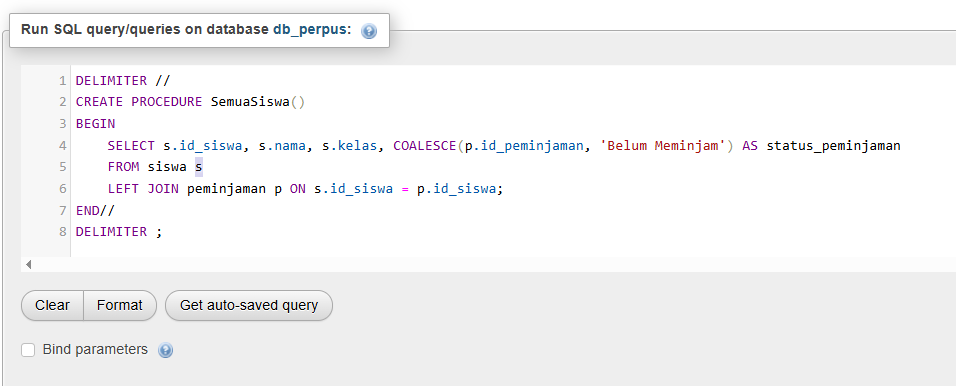 Run SQL query/queries on database db_perpus:
1 DELIMITER //
2 CREATE PROCEDURE SemuaSiswa()
3 BEGIN
4     SELECT s.id_siswa, s.nama, s.kelas, COALESCE(p.id_peminjaman, 'Belum Meminjam') AS status_peminjaman
5     FROM siswa s
6     LEFT JOIN peminjaman p ON s.id_siswa = p.id_siswa;
7 END//
8 DELIMITER ;
Clear Format Get auto-saved query
Bind parameters